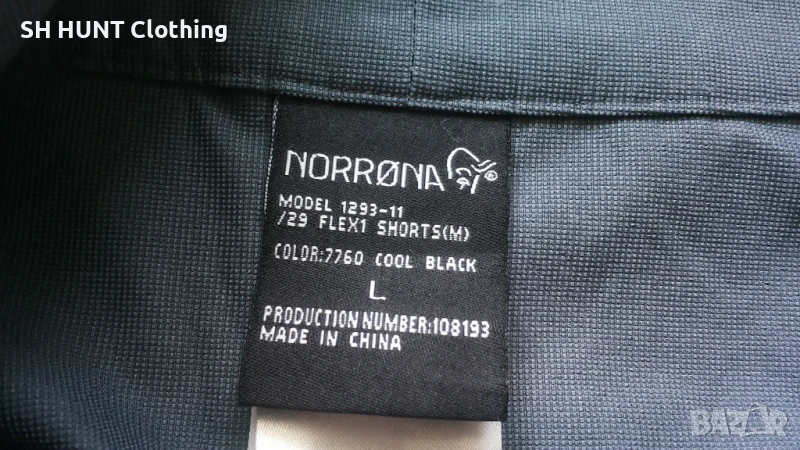 SH HUNT Clothing
NORRØNA ®
MODEL 1293-11
/29 FLEX1 SHORTS(M)
COLOR:7760 COOL BLACK
L
PRODUCTION NUMBER:108193
MADE IN CHINA
BAZAR